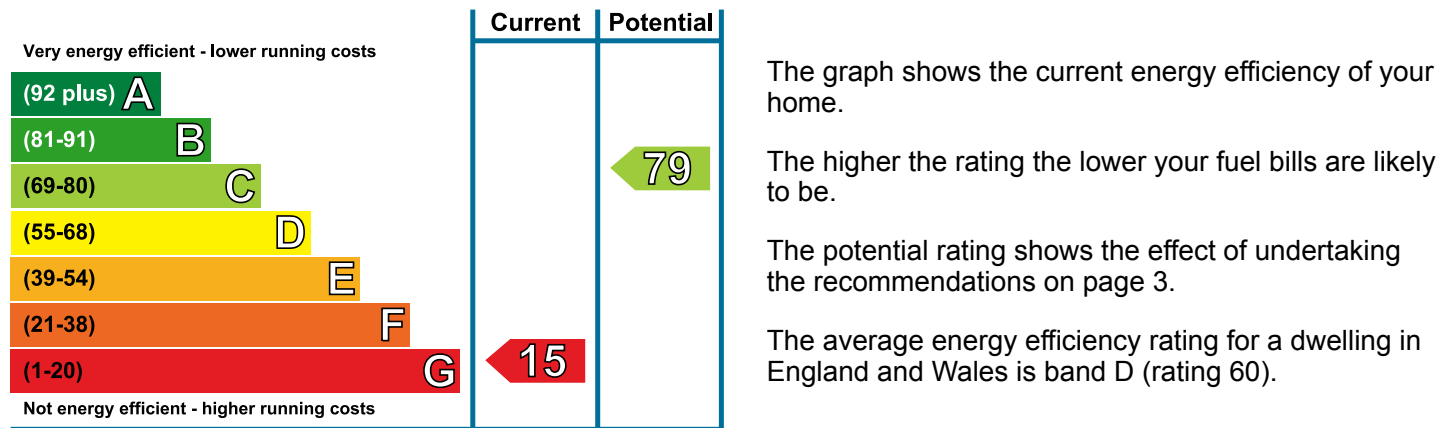 Current Potential
Very energy efficient - lower running costs
(92 plus) A
(81-91) B
(69-80) C
79
(55-68) D
(39-54) E
(21-38) F
(1-20) G
15
Not energy efficient - higher running costs
The graph shows the current energy efficiency of your
home.
The higher the rating the lower your fuel bills are likely
to be.
The potential rating shows the effect of undertaking
the recommendations on page 3.
The average energy efficiency rating for a dwelling in
England and Wales is band D (rating 60).